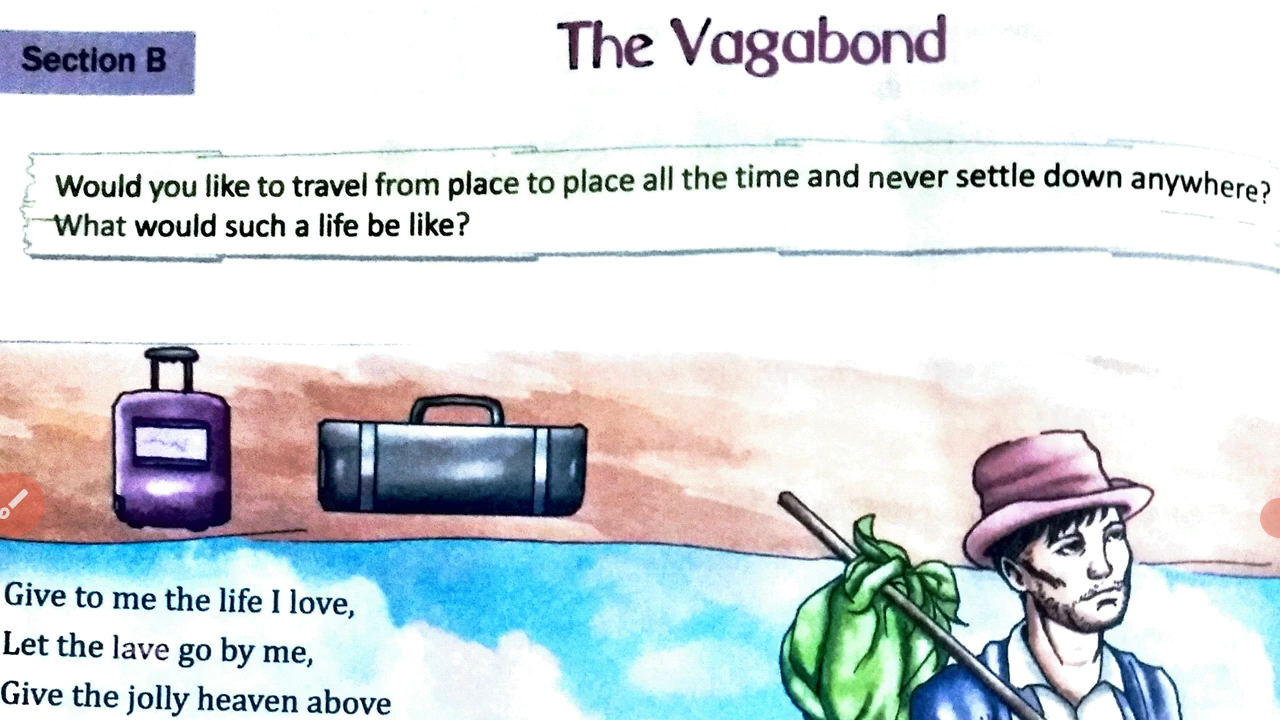 Section B
The Vagabond
Would you like to travel from place to place all the time and never settle down anywhere?
What would such a life be like?
Give to me the life I love,
Let the lave go by me,
Give the jolly heaven above